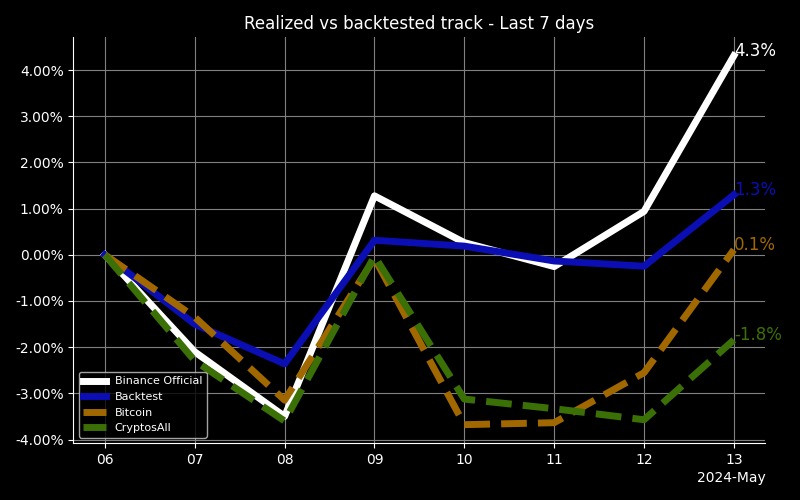 Realized vs backtested track - Last 7 days
4.00%
3.00%
2.00%
1.00%
0.00%
-1.00%
-2.00%
-3.00%
-4.00%
4.3%
1.3%
0.1%
-1.8%
Binance Official
Backtest
Bitcoin
CryptosAll
06 07 08 09 10 11 12 13
2024-May